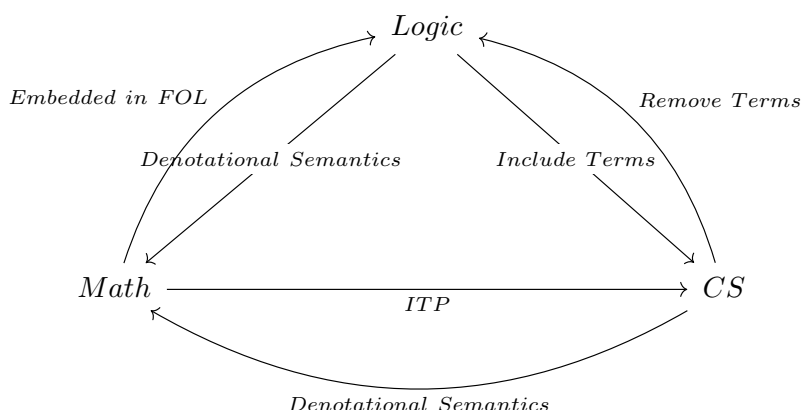 Logic
Embedded in FOL
Remove Terms
Denotational Semantics
Include Terms
Math
CS
ITP
Denotational Semantics